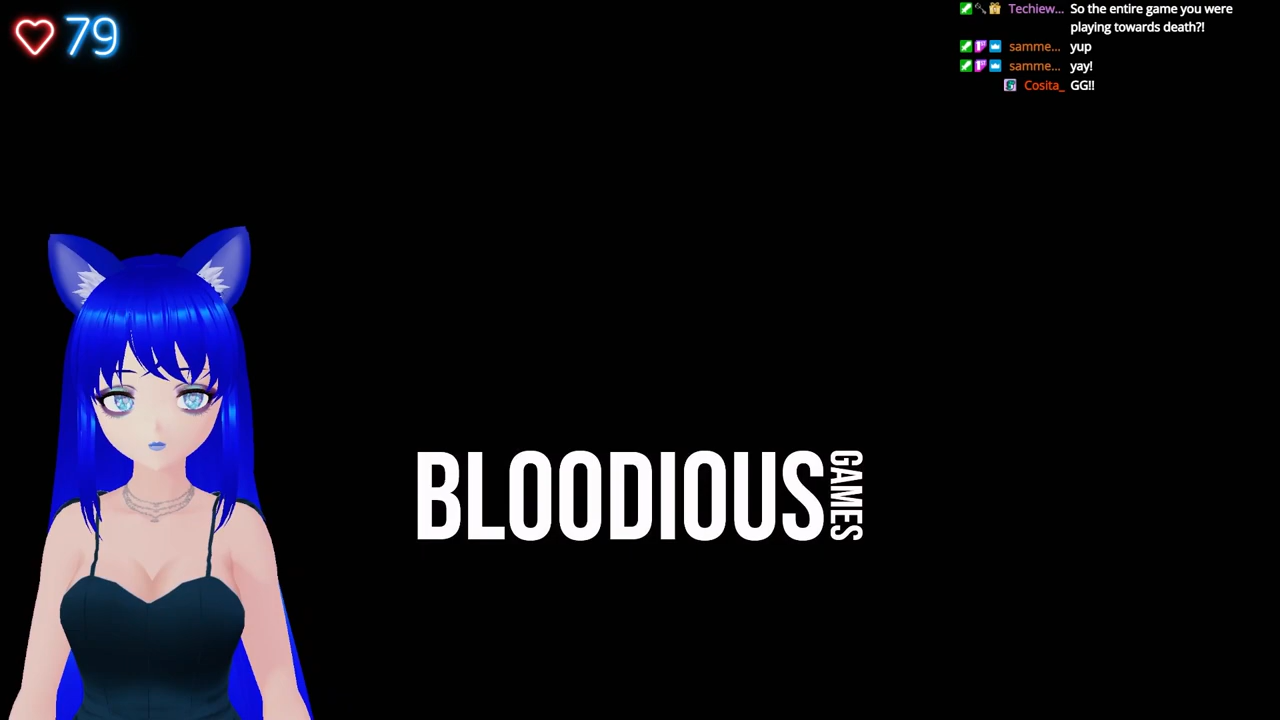 79
Techiew... So the entire game you were
playing towards death?!
samme... yup
samme... yay!
Cosita_ GG!!
BLOODIOUS GAMES